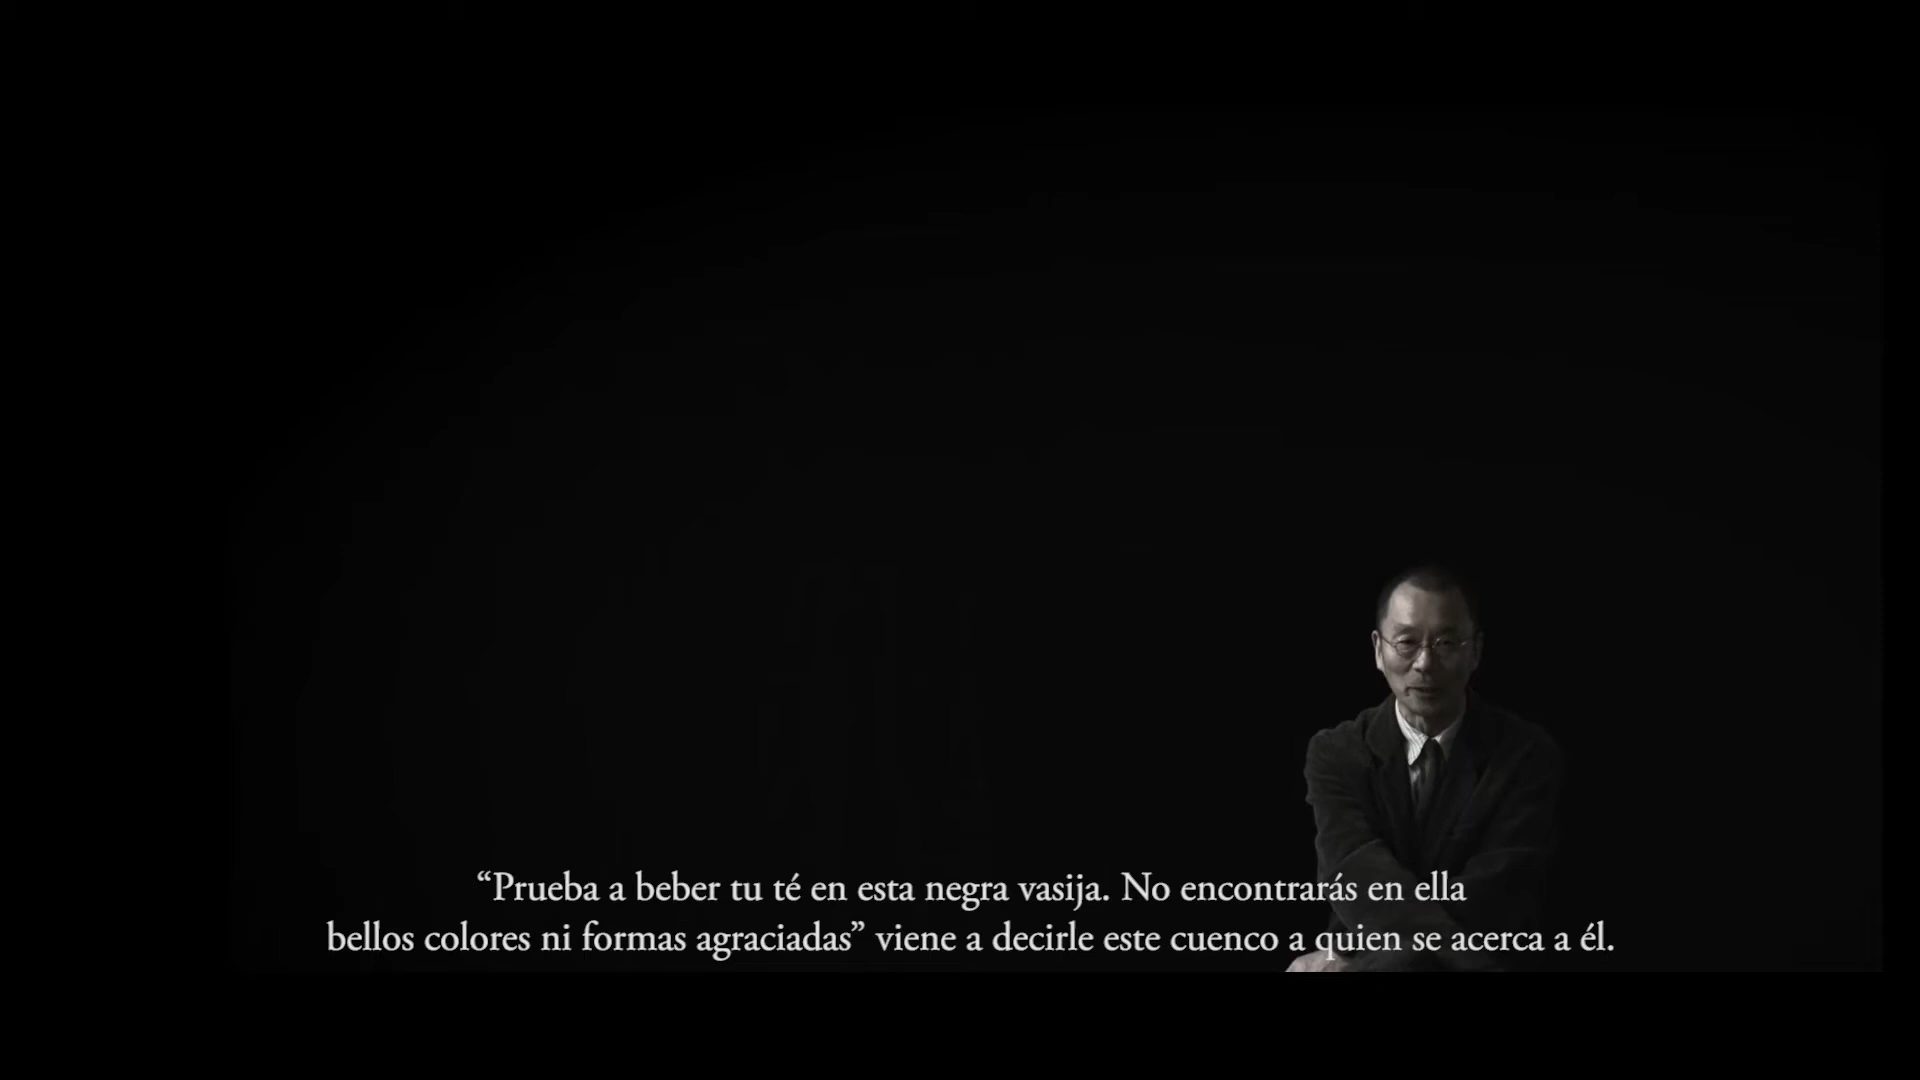 “Prueba a beber tu té en esta negra vasija. No encontrarás en ella
bellos colores ni formas agraciadas” viene a decirle este cuenco a quien se acerca a él.